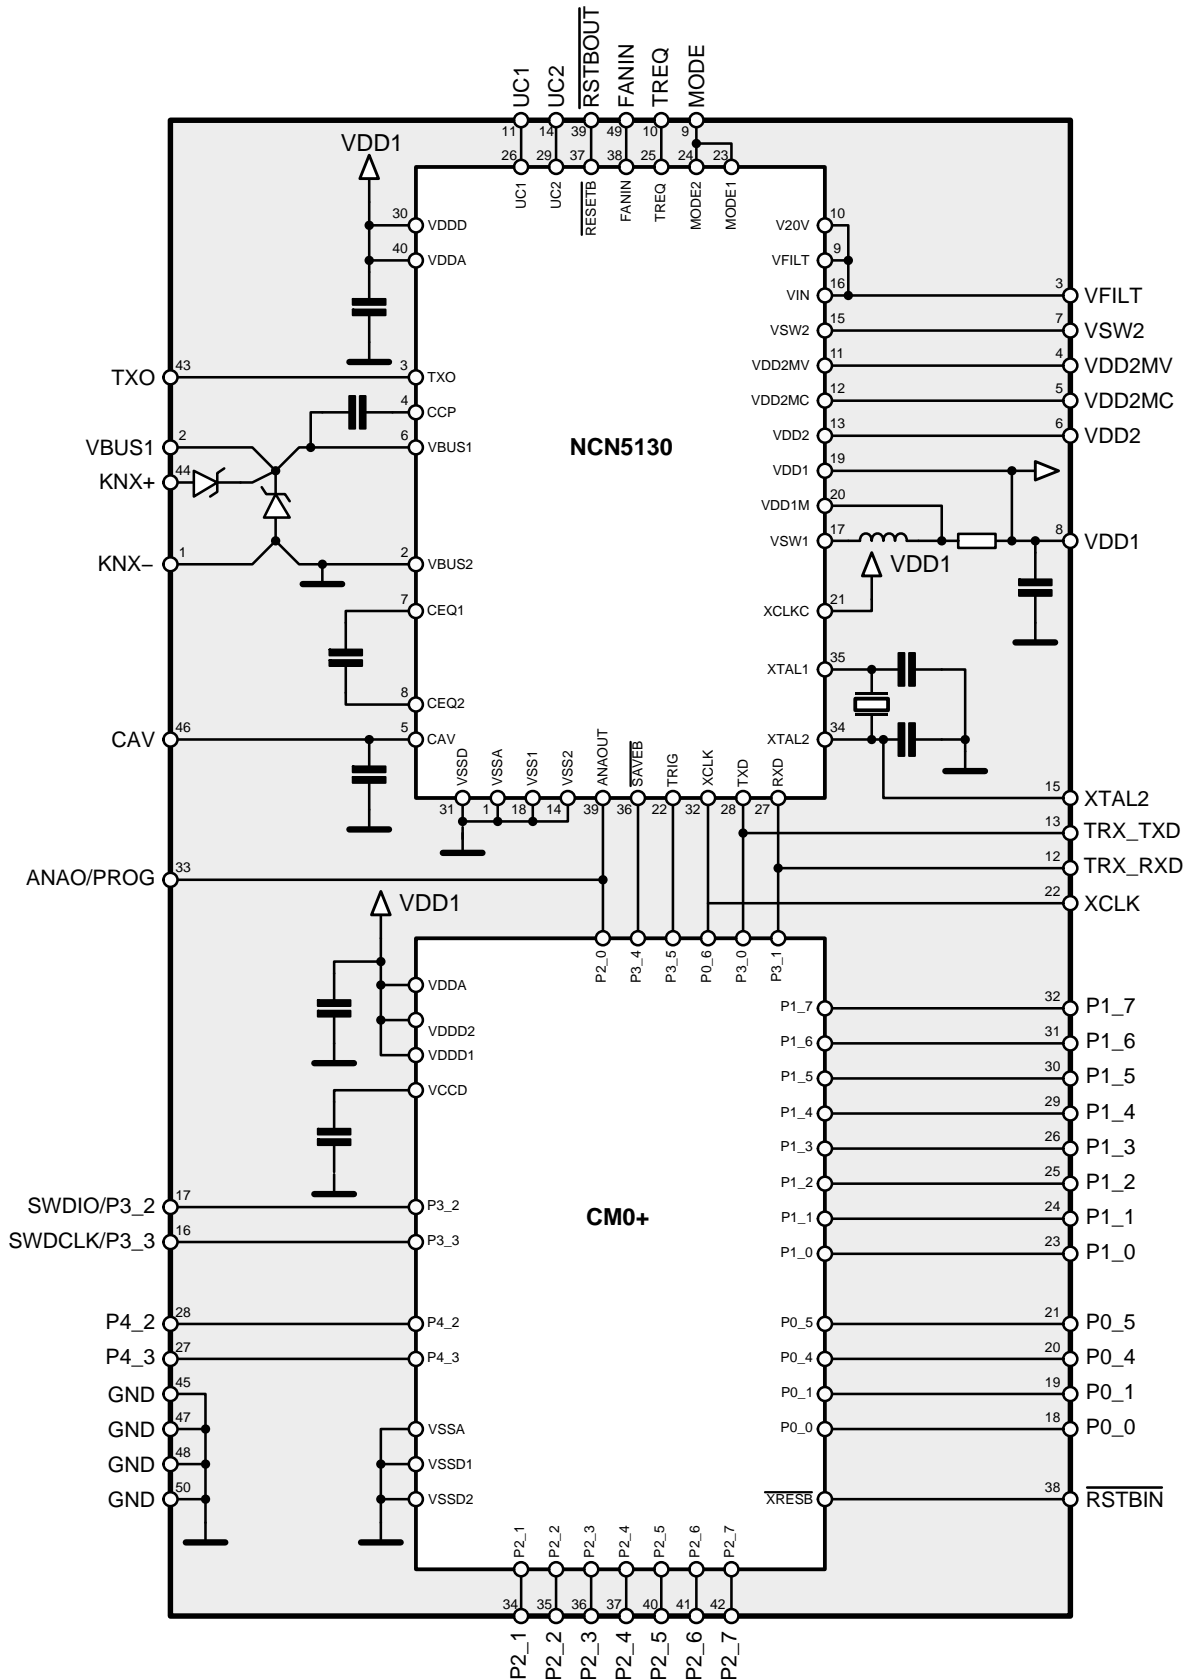 UC1
UC2
RSTBOUT
FANIN
TREQ
MODE
11
14
39
49
10
9
26
29
37
38
25
24
23
UC1
UC2
RESETB
FANIN
TREQ
MODE2
MODE1
VDD1
30
VDDD
40
VDDA
V20V
10
VFILT
9
VIN
16
3
VFILT
VSW2
15
7
VSW2
TXO
43
3
TXO
VDD2MV
11
4
VDD2MV
4
CCP
VDD2MC
12
5
VDD2MC
VBUS1
2
6
VBUS1
NCN5130
VDD2
13
6
VDD2
KNX+
44
VDD1
19
VDD1M
20
VSW1
17
8
VDD1
VDD1
KNX–
1
2
VBUS2
7
CEQ1
XCLKC
21
XTAL1
35
8
CEQ2
CAV
46
5
CAV
XTAL2
34
VSSD
VSSA
VSS1
VSS2
ANAOUT
SAVEB
TRIG
XCLK
TXD
RXD
31
1
18
14
39
36
22
32
28
27
15
XTAL2
13
TRX_TXD
12
TRX_RXD
ANAO/PROG
33
22
XCLK
VDD1
P2_0
P3_4
P3_5
P0_6
P3_0
P3_1
VDDA
VDDD2
VDDD1
VCCD
P1_7
32
P1_7
P1_6
31
P1_6
P1_5
30
P1_5
P1_4
29
P1_4
P1_3
26
P1_3
P1_2
25
P1_2
SWDIO/P3_2
17
P3_2
CM0+
P1_1
24
P1_1
SWDCLK/P3_3
16
P3_3
P1_0
23
P1_0
P4_2
28
P4_2
P0_5
21
P0_5
P4_3
27
P4_3
P0_4
20
P0_4
GND
45
P0_1
19
P0_1
GND
47
VSSA
P0_0
18
P0_0
GND
48
VSSD1
GND
50
VSSD2
XRESB
38
RSTBIN
P2_1
P2_2
P2_3
P2_4
P2_5
P2_6
P2_7
34
35
36
37
40
41
42
P2_1
P2_2
P2_3
P2_4
P2_5
P2_6
P2_7